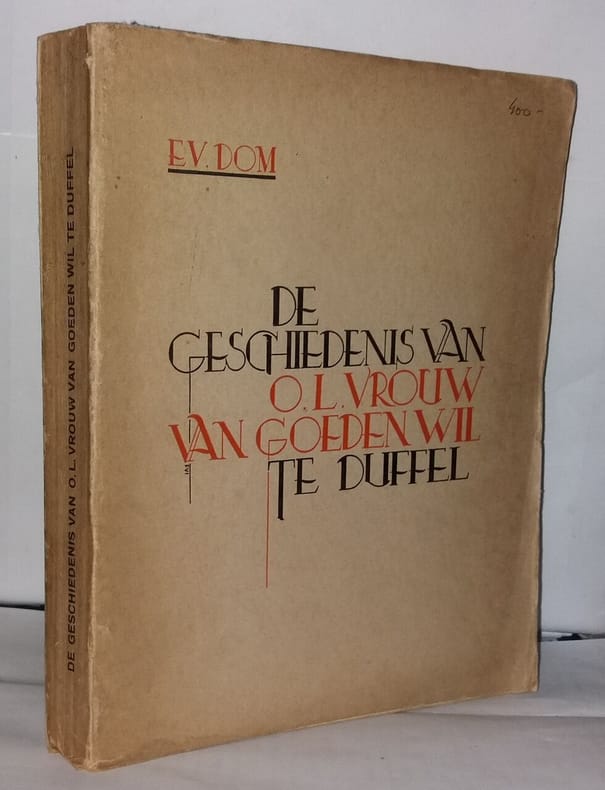 400-
E.V. DOM
DE
GESCHIEDENIS VAN
O.L. VROUW
VAN GOEDEN WIL
TE DUFFEL
DE GESCHIEDENIS VAN O.L. VROUW VAN GOEDEN WIL TE DUFFEL